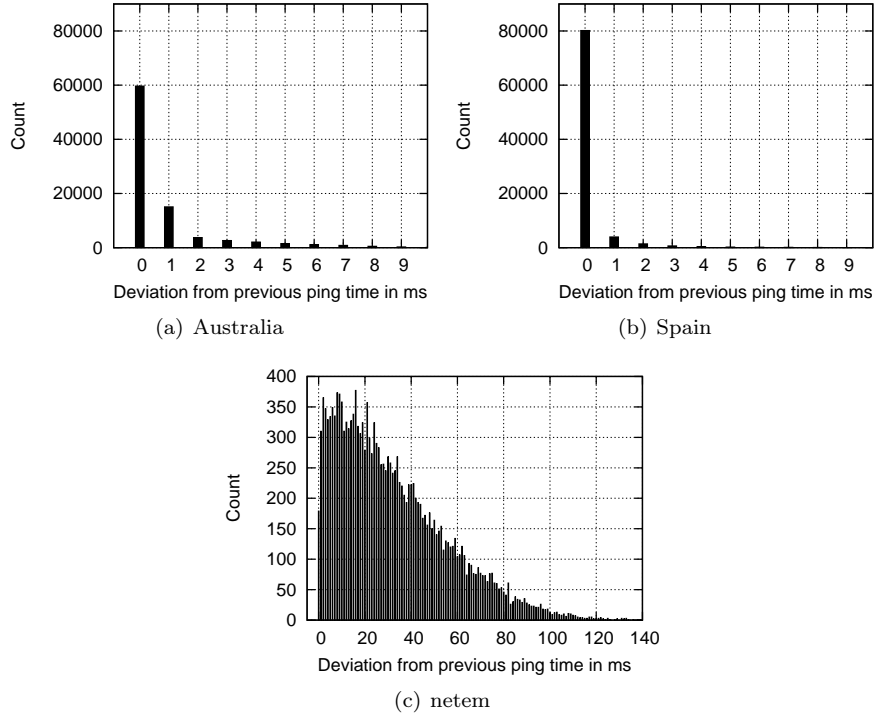 80000
60000
40000
20000
0
Count
0 1 2 3 4 5 6 7 8 9
Deviation from previous ping time in ms
(a) Australia
80000
60000
40000
20000
0
Count
0 1 2 3 4 5 6 7 8 9
Deviation from previous ping time in ms
(b) Spain
400
350
300
250
200
150
100
50
0
Count
0 20 40 60 80 100 120 140
Deviation from previous ping time in ms
(c) netem